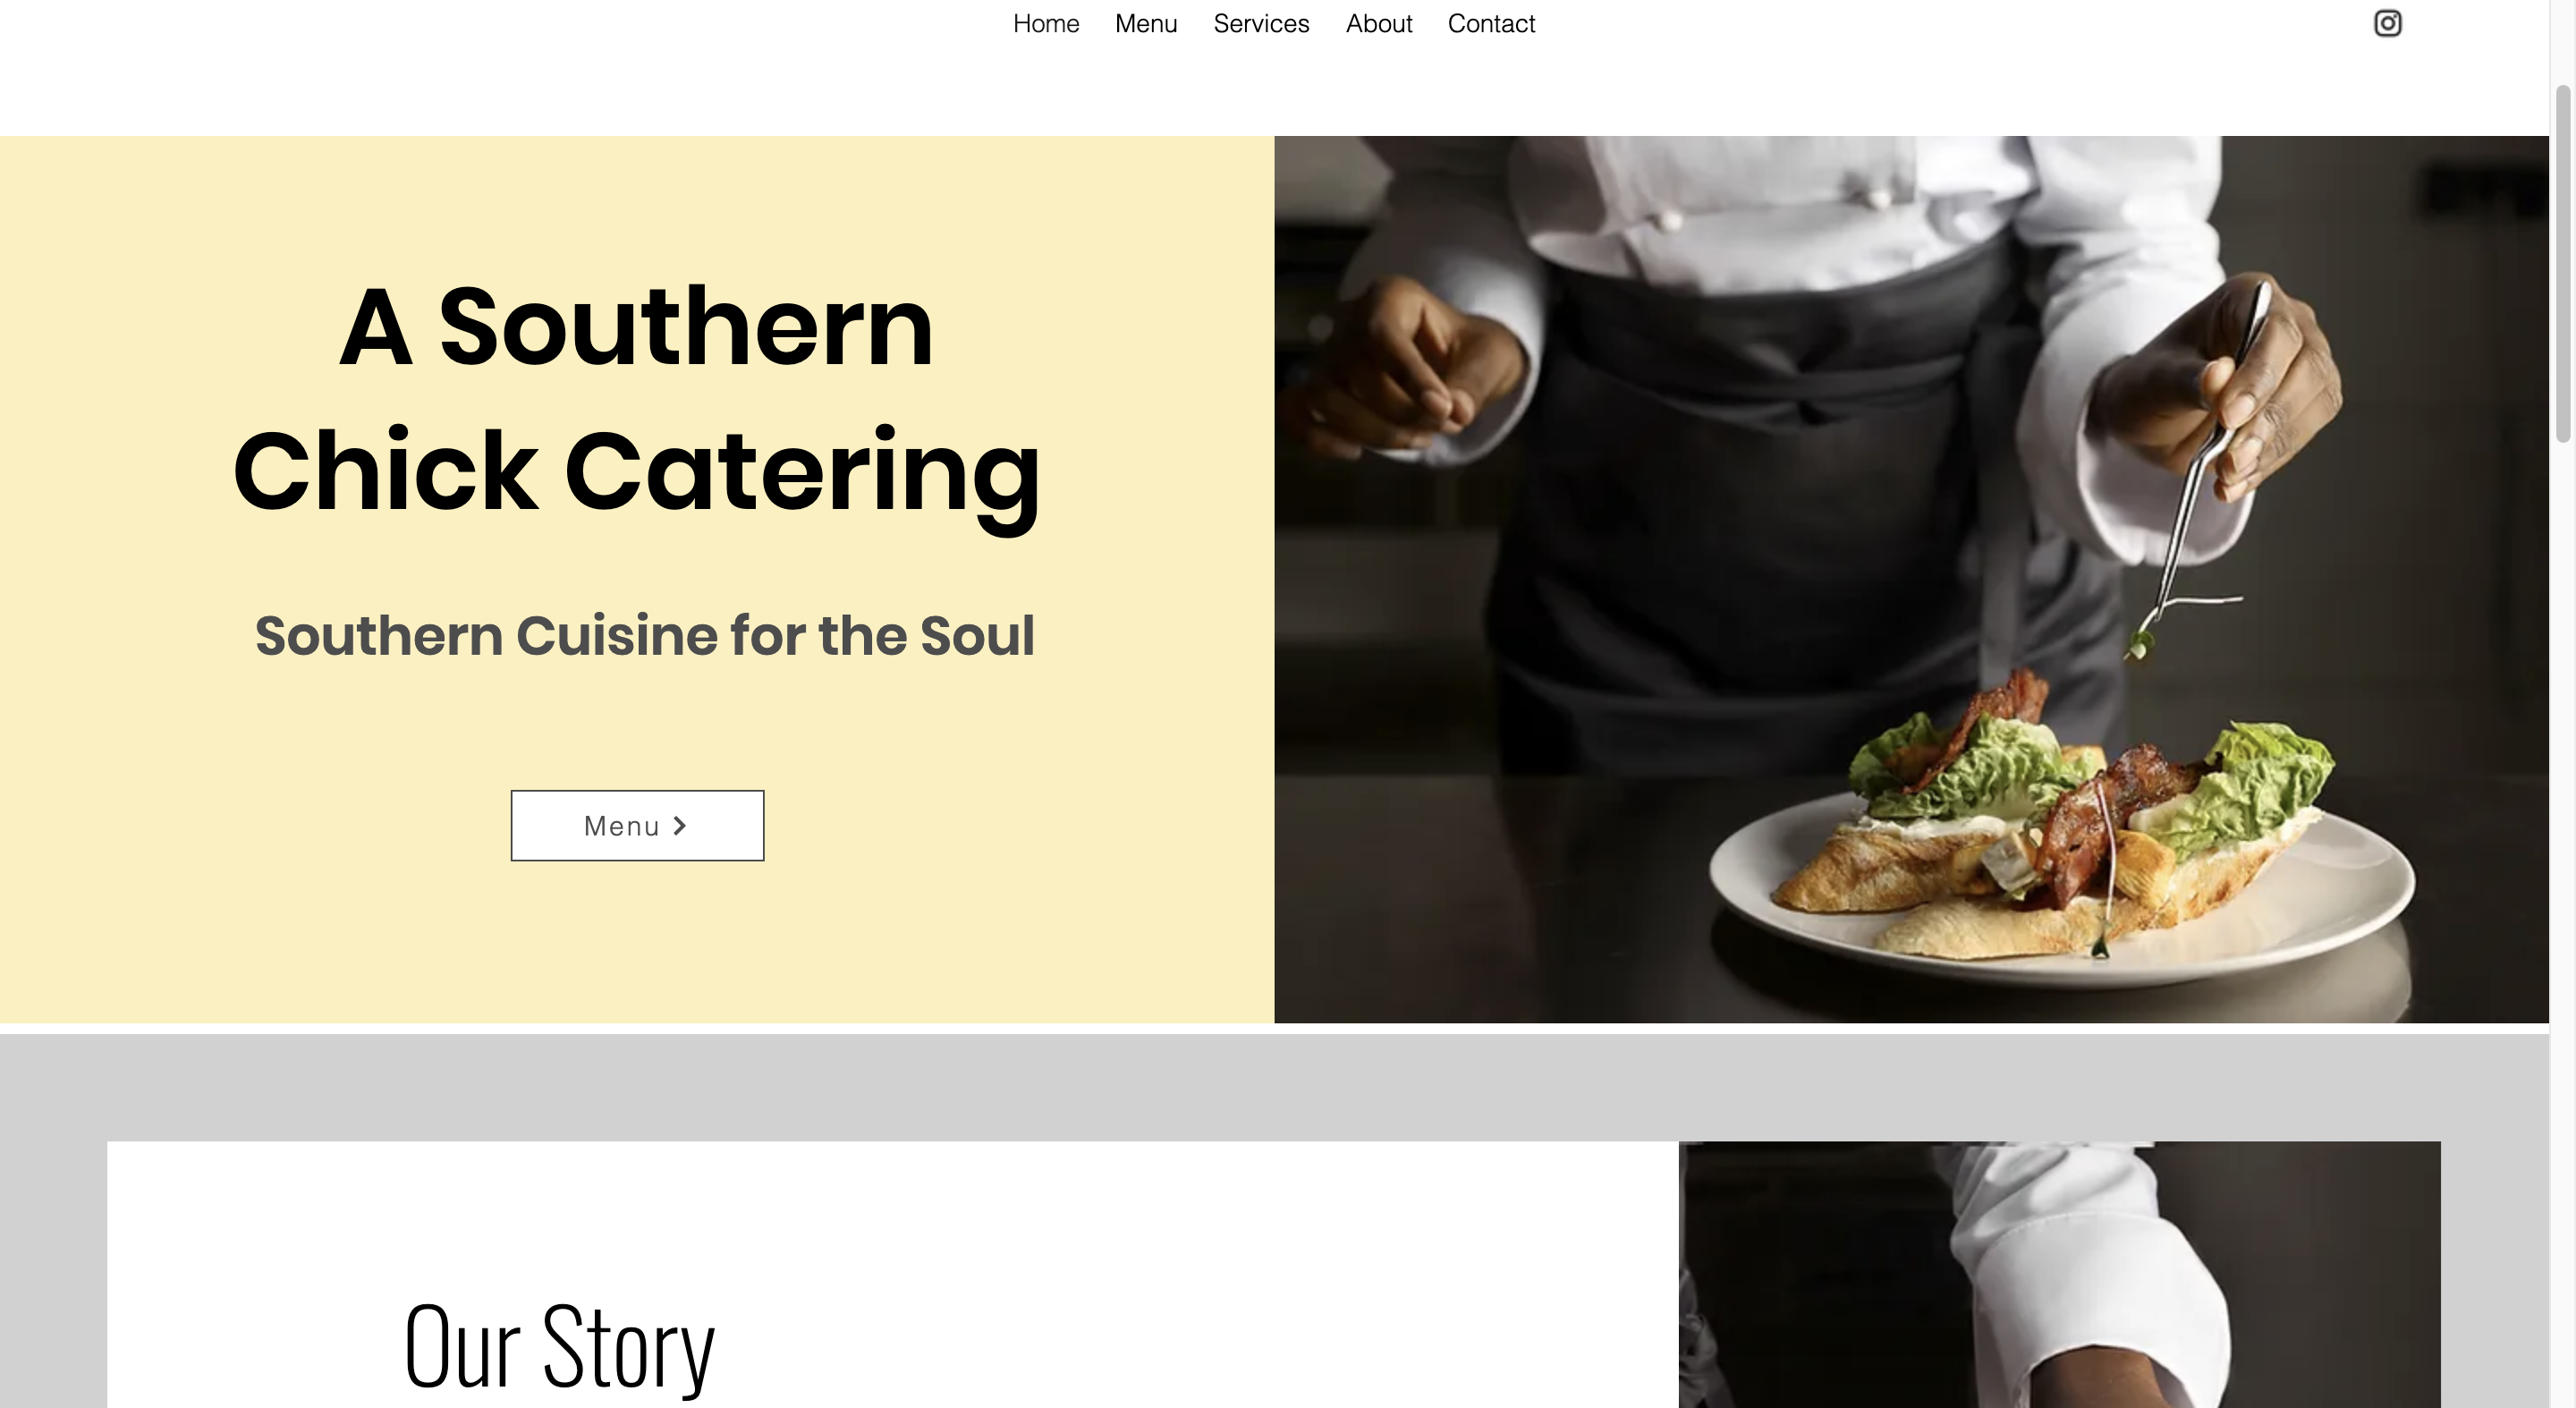 Home Menu Services About Contact
A Southern
Chick Catering
Southern Cuisine for the Soul
Menu
Our Story